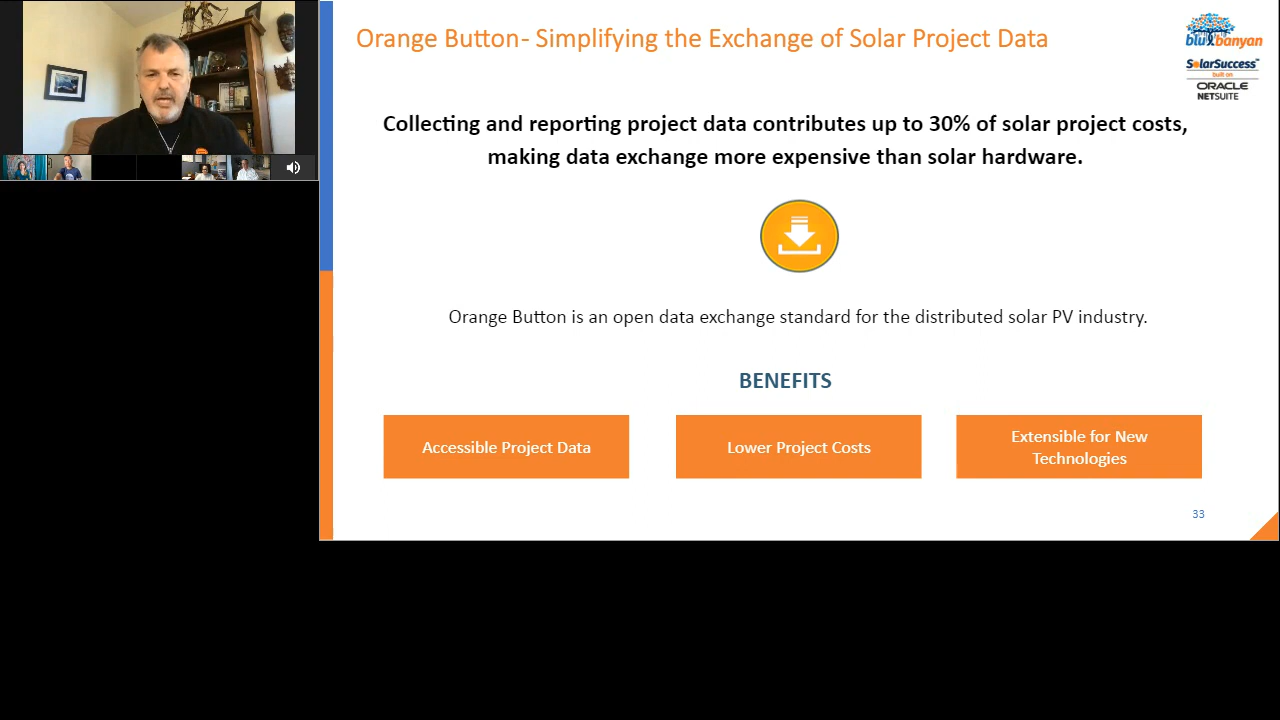 Orange Button - Simplifying the Exchange of Solar Project Data
blu banyan
SolarSuccess™
built on
ORACLE
NETSUITE
Collecting and reporting project data contributes up to 30% of solar project costs,
making data exchange more expensive than solar hardware.
Orange Button is an open data exchange standard for the distributed solar PV industry.
BENEFITS
Accessible Project Data
Lower Project Costs
Extensible for New
Technologies
33